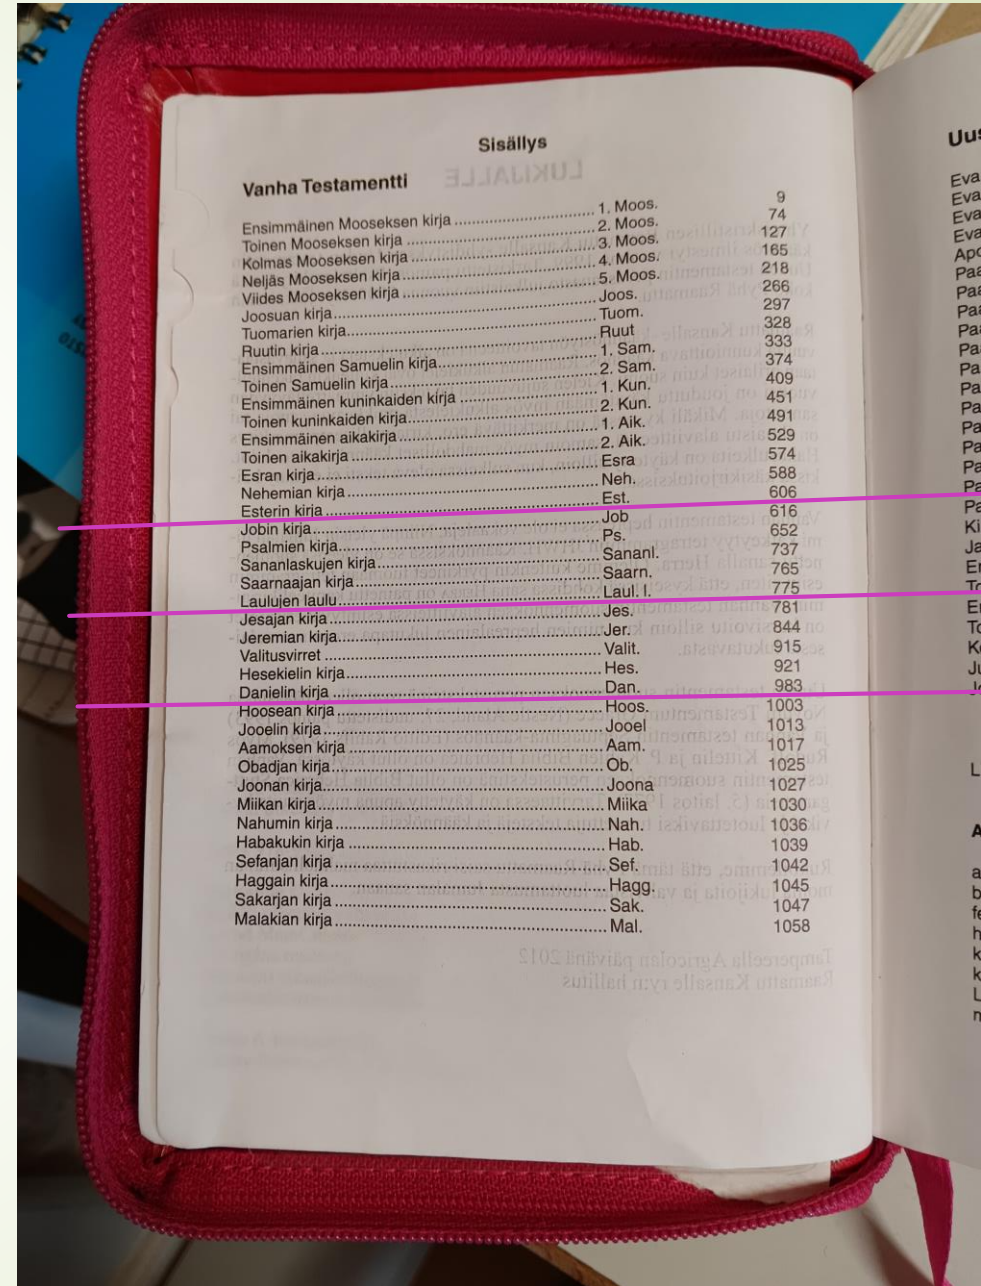 Sisällys
Vanha Testamentti
Ensimmäinen Mooseksen kirja ........ 1. Moos. 9
Toinen Mooseksen kirja ........ 2. Moos. 74
Kolmas Mooseksen kirja ........ 3. Moos. 127
Neljäs Mooseksen kirja ........ 4. Moos. 165
Viides Mooseksen kirja ........ 5. Moos. 218
Joosuan kirja ........ Joos. 266
Tuomarien kirja ........ Tuom. 297
Ruutin kirja ........ Ruut 328
Ensimmäinen Samuelin kirja ........ 1. Sam. 333
Toinen Samuelin kirja ........ 2. Sam. 374
Ensimmäinen kuninkaiden kirja ........ 1. Kun. 409
Toinen kuninkaiden kirja ........ 2. Kun. 451
Ensimmäinen aikakirja ........ 1. Aik. 491
Toinen aikakirja ........ 2. Aik. 529
Esran kirja ........ Esra 574
Nehemian kirja ........ Neh. 588
Esterin kirja ........ Est. 606
Jobin kirja ........ Job 616
Psalmien kirja ........ Ps. 652
Sananlaskujen kirja ........ Sananl. 737
Saarnaajan kirja ........ Saarn. 765
Laulujen laulu ........ Laul. l. 775
Jesajan kirja ........ Jes. 781
Jeremian kirja ........ Jer. 844
Valitusvirret ........ Valit. 915
Hesekielin kirja ........ Hes. 921
Danielin kirja ........ Dan. 983
Hoosean kirja ........ Hoos. 1003
Jooelin kirja ........ Jooel 1013
Aamoksen kirja ........ Aam. 1017
Obadjan kirja ........ Ob. 1025
Joonan kirja ........ Joona 1027
Miikan kirja ........ Miika 1030
Nahumin kirja ........ Nah. 1036
Habakukin kirja ........ Hab. 1039
Sefanjan kirja ........ Sef. 1042
Haggain kirja ........ Hagg. 1045
Sakarjan kirja ........ Sak. 1047
Malakian kirja ........ Mal. 1058